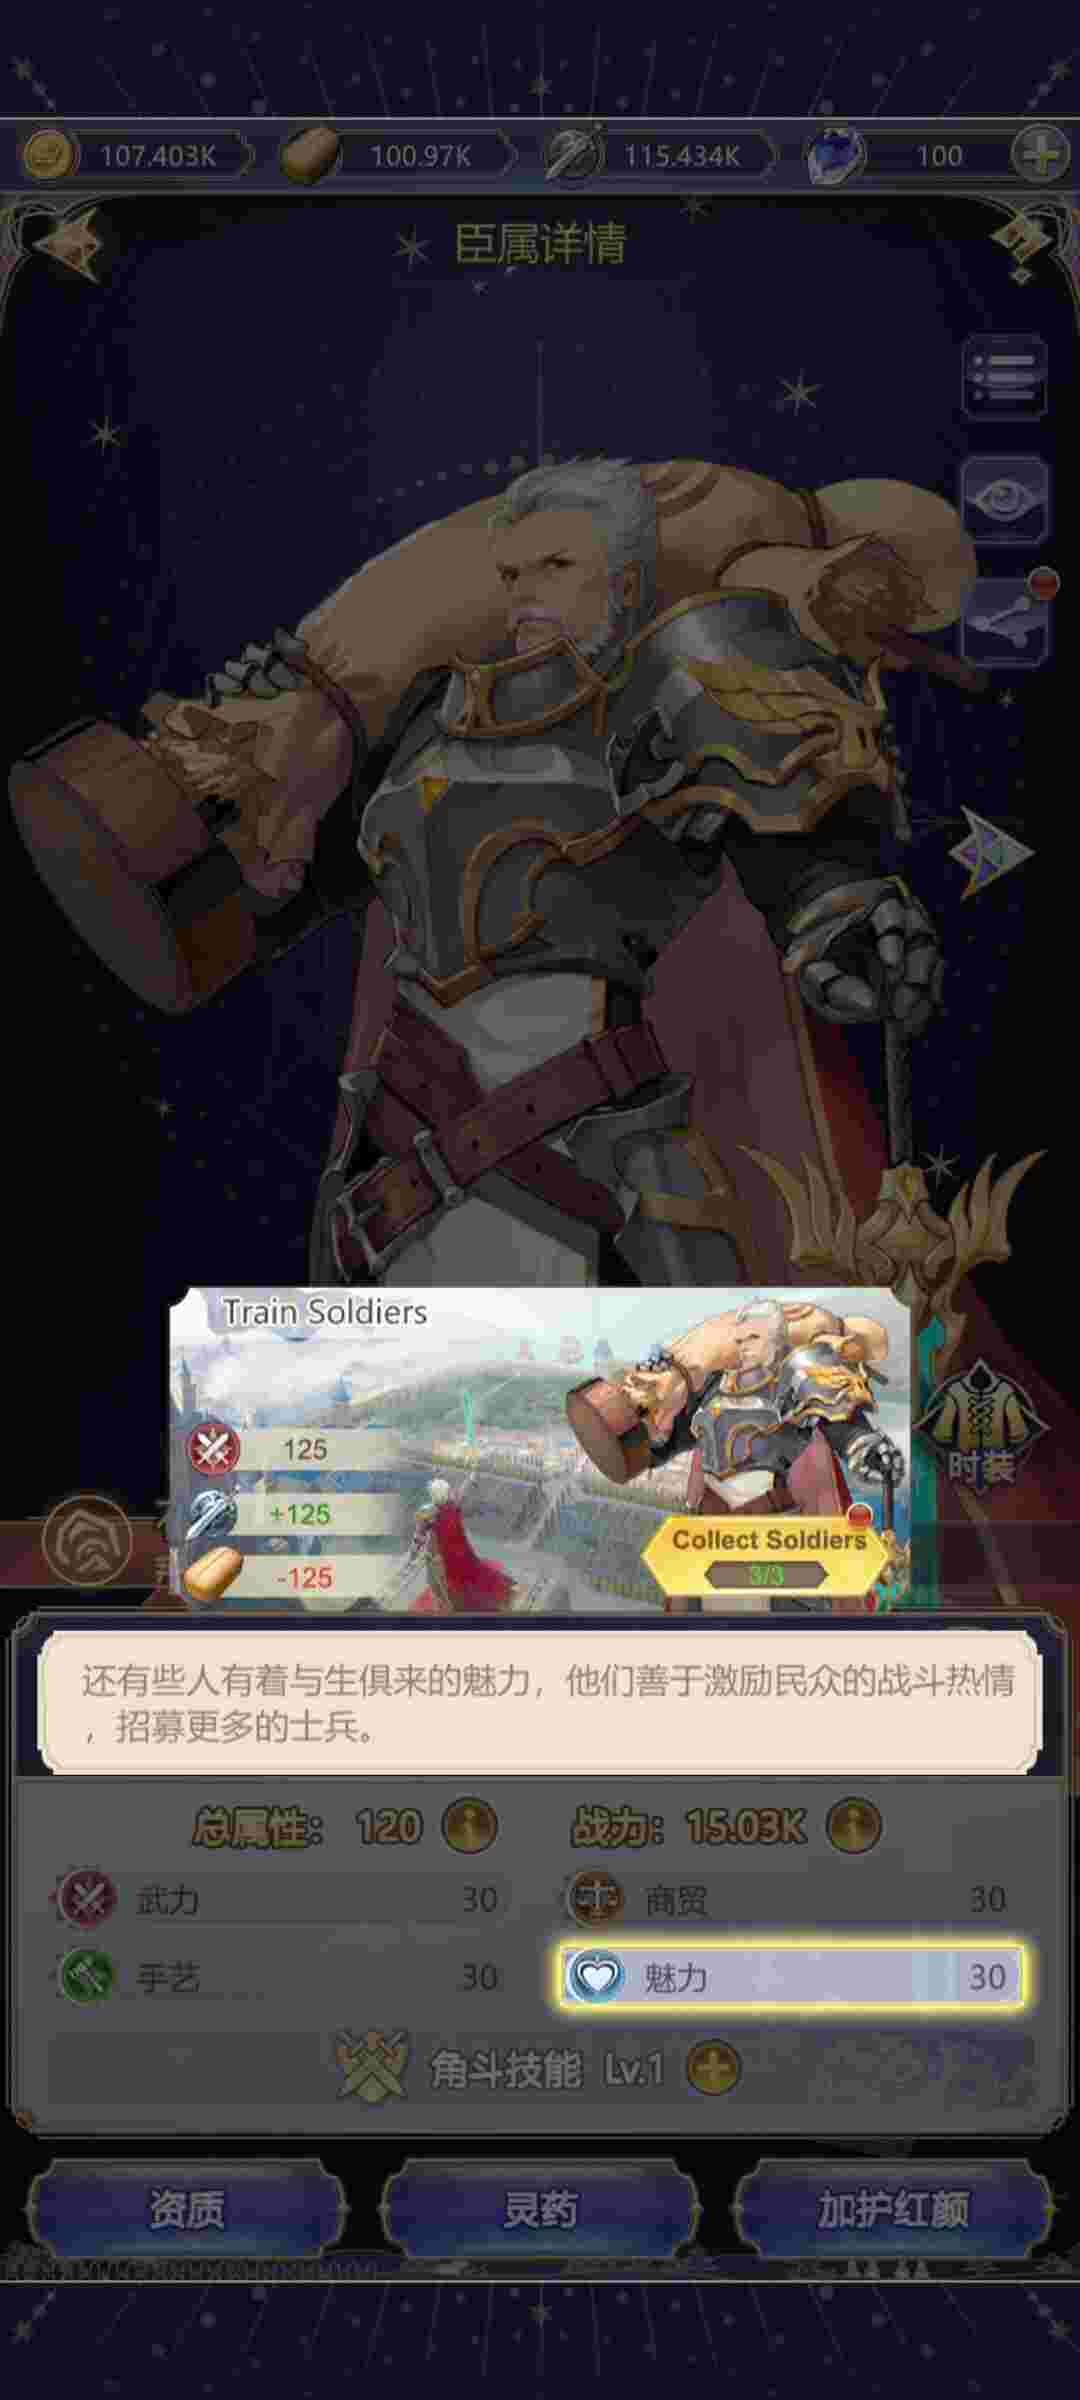 107.403K 100.97K 115.434K 100
臣属详情
Train Soldiers
125
+125
-125
Collect Soldiers
3/3
时装
还有些人有着与生俱来的魅力，他们善于激励民众的战斗热情
，招募更多的士兵。
总属性： 120 战力： 15.03K
武力 30 商贸 30
手艺 30 魅力 30
角斗技能 Lv.1
资质 灵药 加护红颜